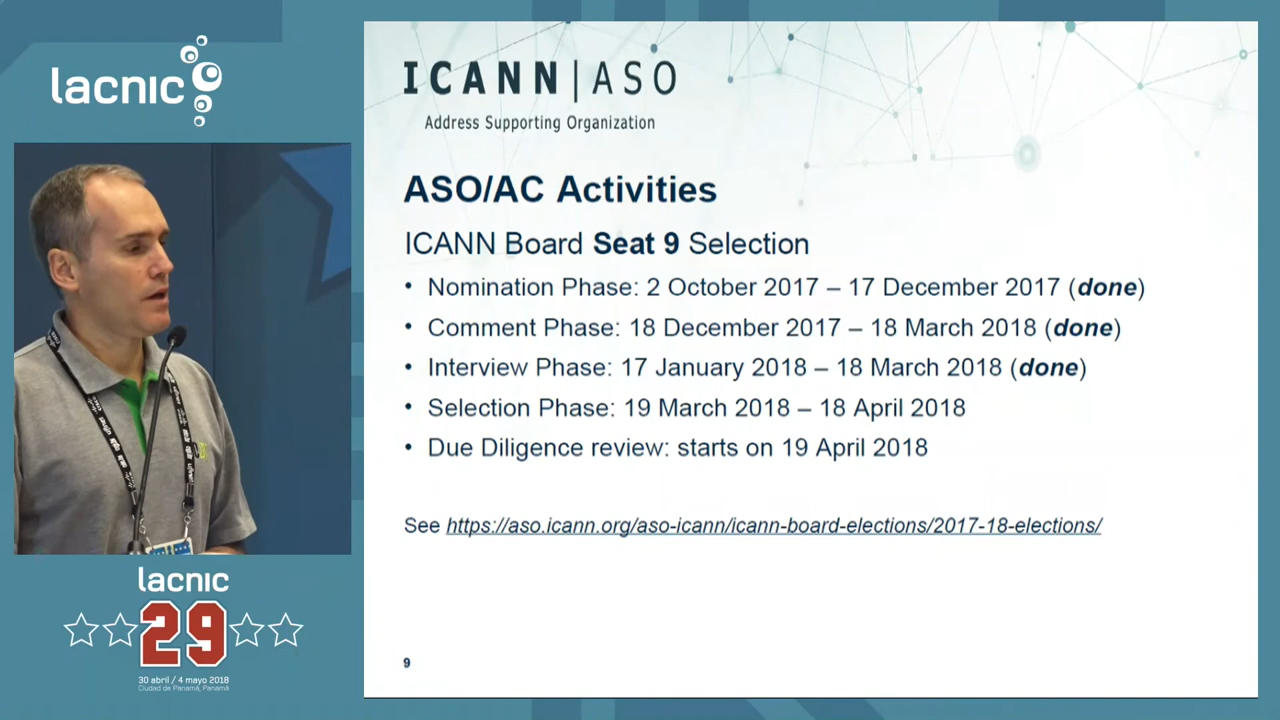 lacnic
ICANN | ASO
Address Supporting Organization
ASO/AC Activities
ICANN Board Seat 9 Selection
• Nomination Phase: 2 October 2017 – 17 December 2017 (done)
• Comment Phase: 18 December 2017 – 18 March 2018 (done)
• Interview Phase: 17 January 2018 – 18 March 2018 (done)
• Selection Phase: 19 March 2018 – 18 April 2018
• Due Diligence review: starts on 19 April 2018
See https://aso.icann.org/aso-icann/icann-board-elections/2017-18-elections/
9
lacnic
29
30 abril / 4 mayo 2018
Ciudad de Panamá, Panamá